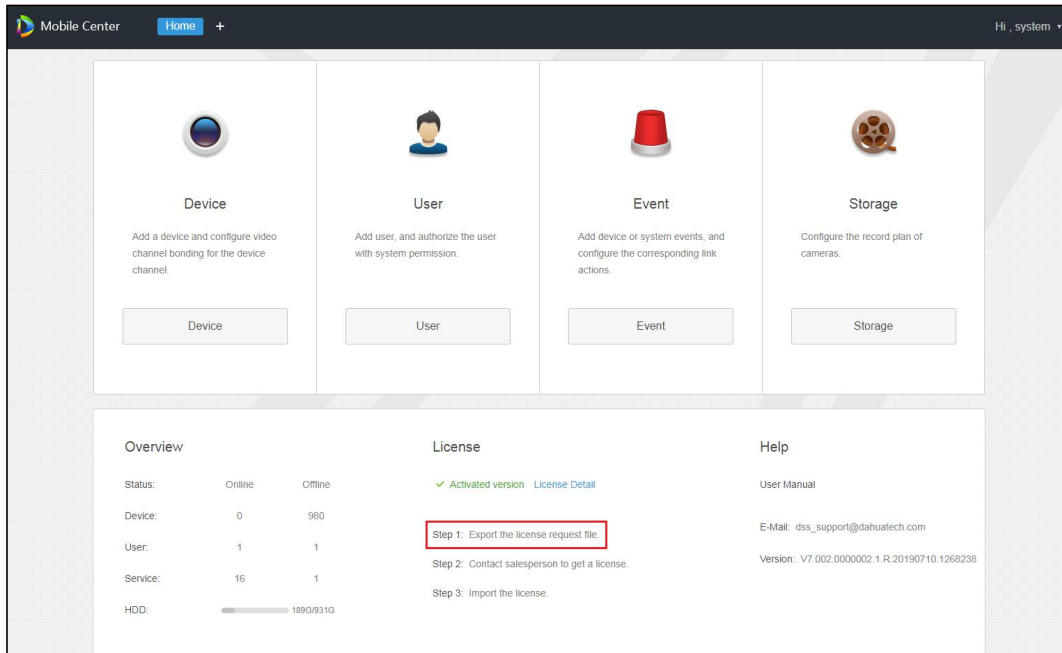 Mobile Center
Home
+
Hi , system
Device
Add a device and configure video
channel bonding for the device
channel.
Device
User
Add user, and authorize the user
with system permission.
User
Event
Add device or system events, and
configure the corresponding link
actions.
Event
Storage
Configure the record plan of
cameras.
Storage
Overview
Status: Online Offline
Device: 0 980
User: 1 1
Service: 16 1
HDD: 189G/931G
License
Activated version License Detail
Step 1: Export the license request file.
Step 2: Contact salesperson to get a license.
Step 3: Import the license.
Help
User Manual
E-Mail: dss_support@dahuatech.com
Version: V7.002.0000002.1.R.20190710.1268238